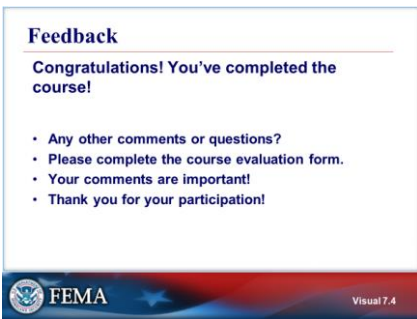 Feedback
Congratulations! You've completed the
course!
• Any other comments or questions?
• Please complete the course evaluation form.
• Your comments are important!
• Thank you for your participation!
FEMA
Visual 7.4